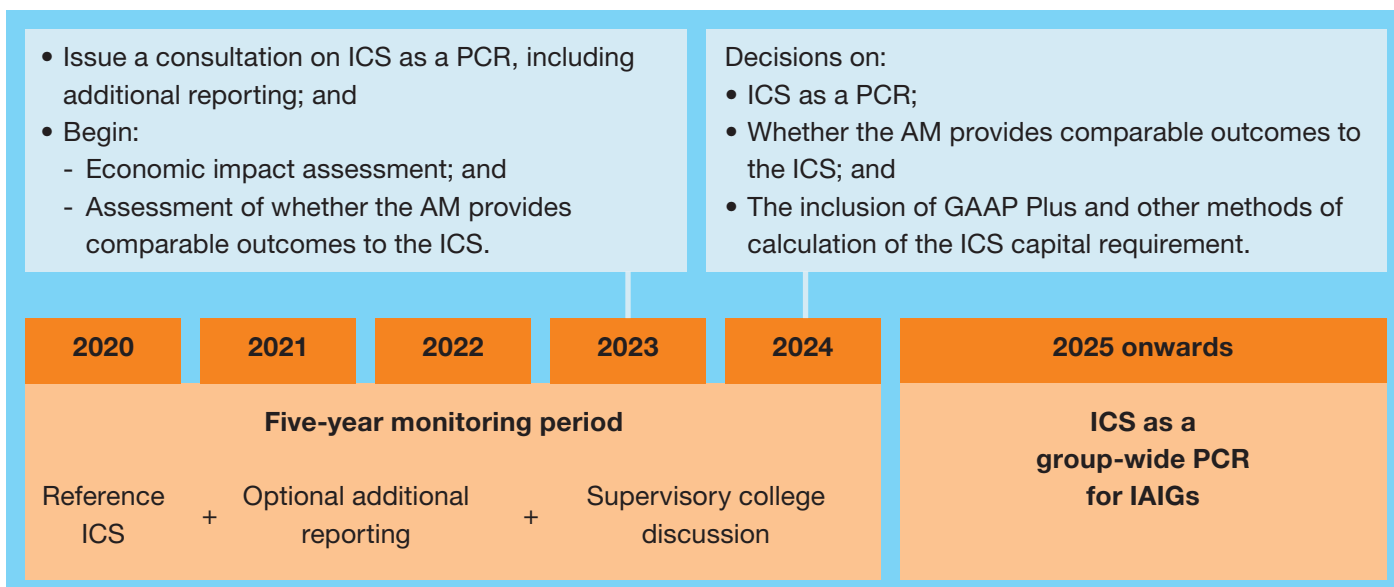 • Issue a consultation on ICS as a PCR, including
additional reporting; and
• Begin:
- Economic impact assessment; and
- Assessment of whether the AM provides
comparable outcomes to the ICS.
Decisions on:
• ICS as a PCR;
• Whether the AM provides comparable outcomes to
the ICS; and
• The inclusion of GAAP Plus and other methods of
calculation of the ICS capital requirement.
2020
2021
2022
2023
2024
2025 onwards
Five-year monitoring period
Reference
ICS
+
Optional additional
reporting
+
Supervisory college
discussion
ICS as a
group-wide PCR
for IAIGs